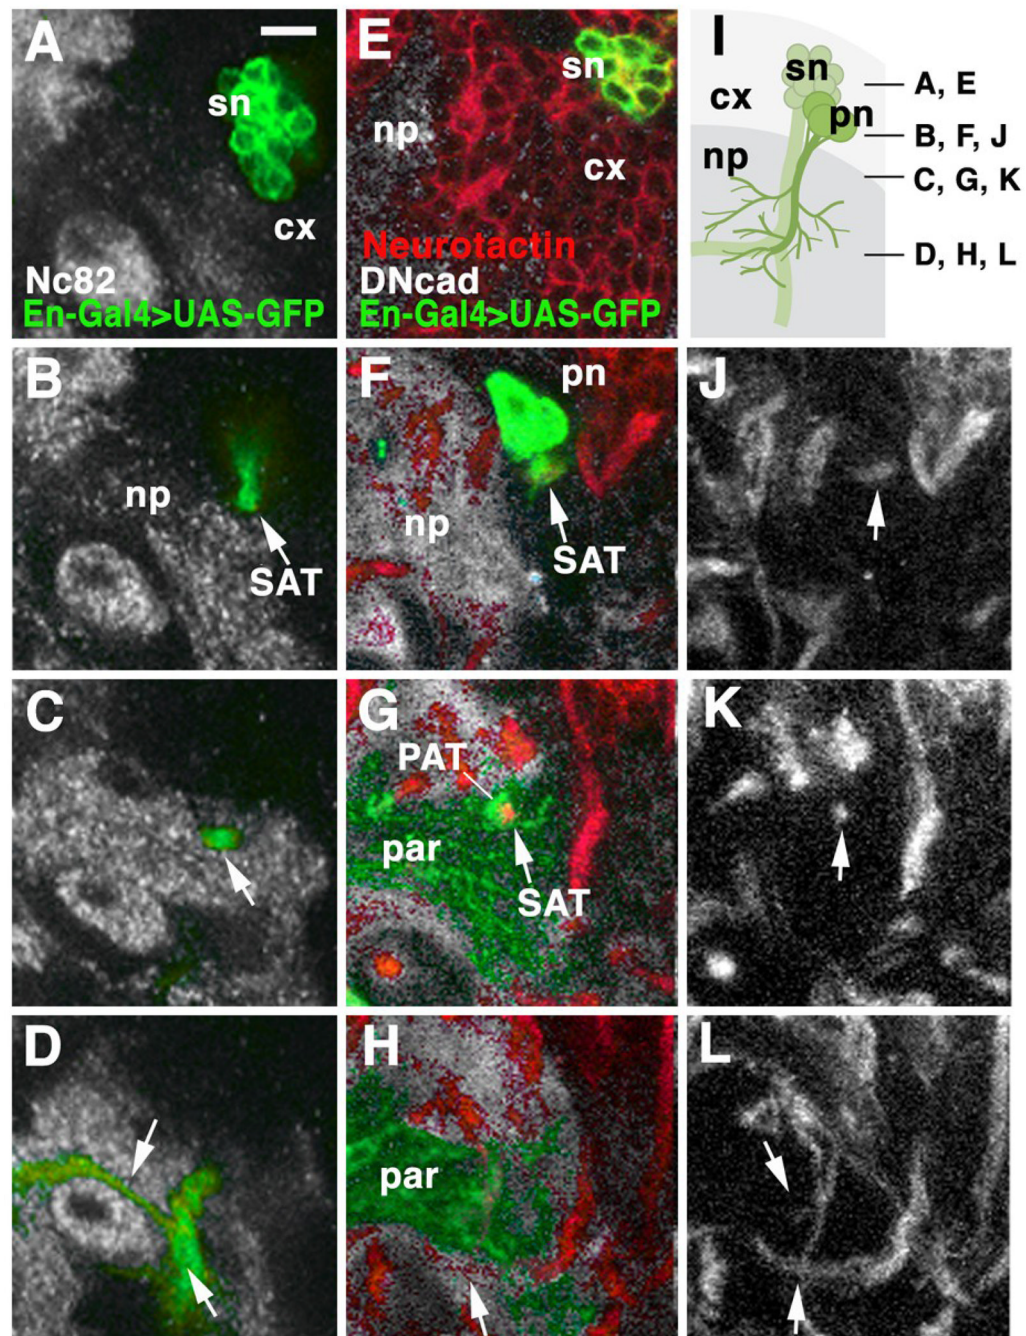 A
sn
cx
Nc82
En-Gal4>UAS-GFP
E
sn
np
cx
Neurotactin
DNcad
En-Gal4>UAS-GFP
I
sn
cx
pn
np
A, E
B, F, J
C, G, K
D, H, L
B
np
SAT
F
pn
np
SAT
J
C
G
PAT
par
SAT
K
D
H
par
L